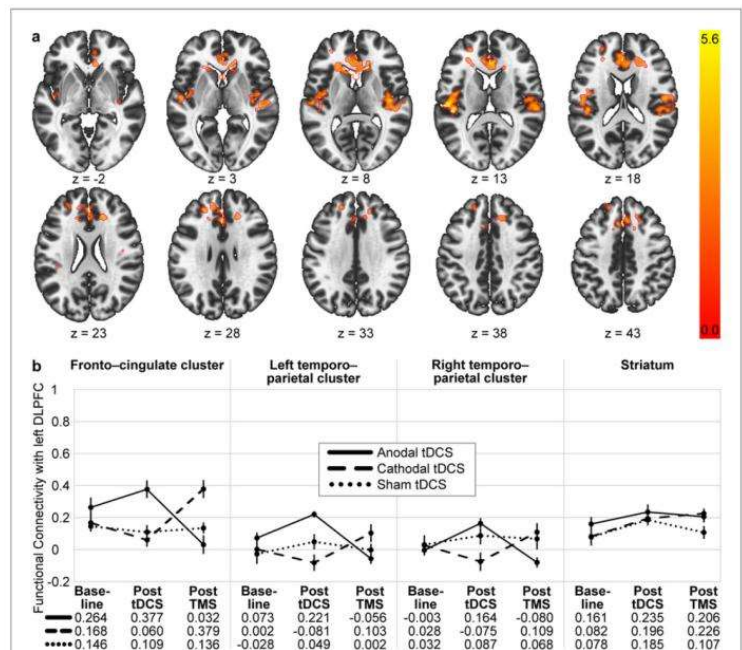 a
5.6
z = -2
z = 3
z = 8
z = 13
z = 18
z = 23
z = 28
z = 33
z = 38
z = 43
0.0
b
Fronto–cingulate cluster
Left temporo–
parietal cluster
Right temporo–
parietal cluster
Striatum
Functional Connectivity with left DLPFC
1
0.8
0.6
0.4
0.2
0
-0.2
Anodal tDCS
Cathodal tDCS
Sham tDCS
Base- Post Post Base- Post Post Base- Post Post Base- Post Post
line tDCS TMS line tDCS TMS line tDCS TMS line tDCS TMS
0.264 0.377 0.032 0.073 0.221 -0.056 -0.003 0.164 -0.080 0.161 0.235 0.206
0.168 0.060 0.379 0.002 -0.081 0.103 0.028 -0.075 0.109 0.082 0.196 0.226
0.146 0.109 0.136 -0.028 0.049 0.002 0.032 0.087 0.068 0.078 0.185 0.107